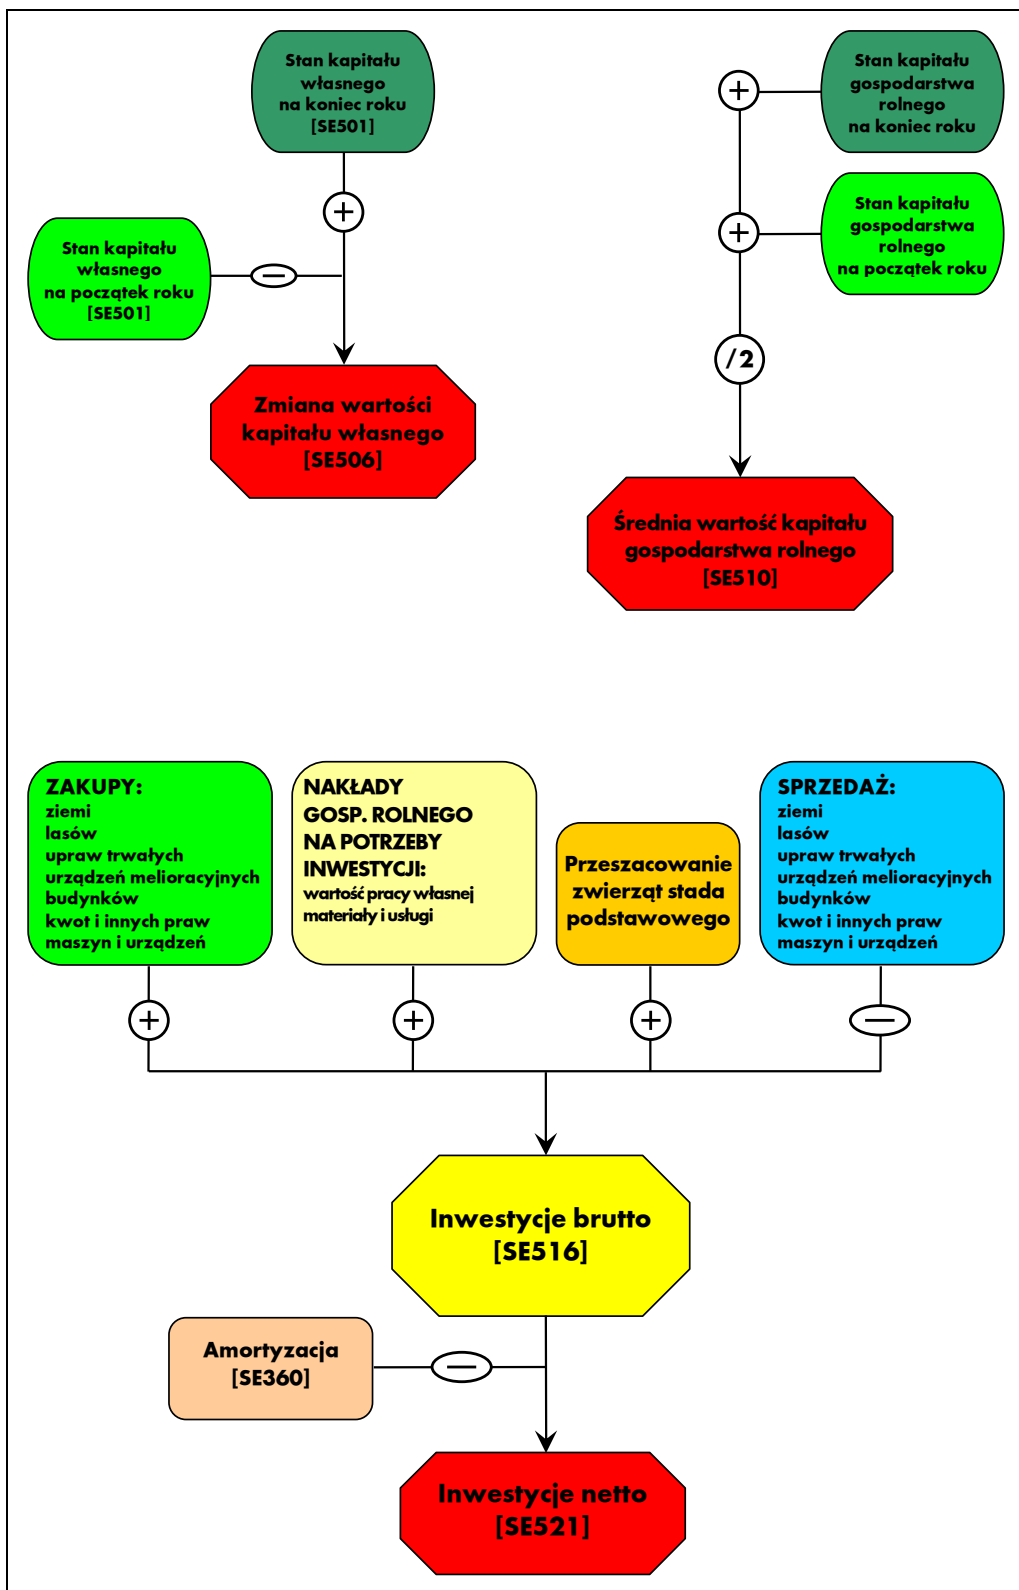 Stan kapitału
własnego
na koniec roku
[SE501]
+
Stan kapitału
własnego
na początek roku
[SE501]
−
Zmiana wartości
kapitału własnego
[SE506]
Stan kapitału
gospodarstwa
rolnego
na koniec roku
+
Stan kapitału
gospodarstwa
rolnego
na początek roku
+
/2
Średnia wartość kapitału
gospodarstwa rolnego
[SE510]
ZAKUPY:
ziemi
lasów
upraw trwałych
urządzeń melioracyjnych
budynków
kwot i innych praw
maszyn i urządzeń
NAKŁADY
GOSP. ROLNEGO
NA POTRZEBY
INWESTYCJI:
wartość pracy własnej
materiały i usługi
Przeszacowanie
zwierząt stada
podstawowego
SPRZEDAŻ:
ziemi
lasów
upraw trwałych
urządzeń melioracyjnych
budynków
kwot i innych praw
maszyn i urządzeń
+
+
+
−
Inwestycje brutto
[SE516]
Amortyzacja
[SE360]
−
Inwestycje netto
[SE521]